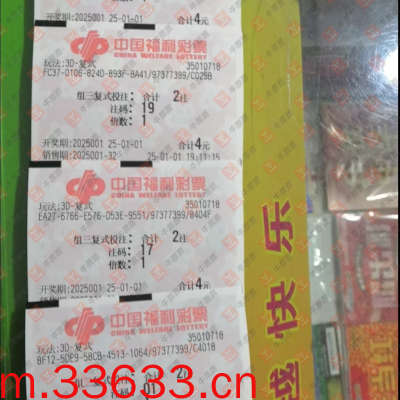 开奖期:2025001 25-01-01 合计4元
中国福利彩票
CHINA WELFARE LOTTERY
玩法:3D-复式 35010718
FC37-0106-824D-893F-8A41/97377399/C029B
组三复式投注: 合计 2注
注码: 19
倍数: 1
开奖期:2025001 25-01-01 合计4元
销售期:2025001-32 25-01-01 19:11:15
中国福利彩票
CHINA WELFARE LOTTERY
玩法:3D-复式 35010718
EA27-6766-E576-D53E-9551/97377399/8404F
组三复式投注: 合计 2注
注码: 17
倍数: 1
开奖期:2025001 25-01-01 合计4元
中国福利彩票
CHINA WELFARE LOTTERY
玩法:3D-复式 35010718
8F12-5DF9-58CB-4513-1064/97377399/C4018
快乐
m.33633.cn